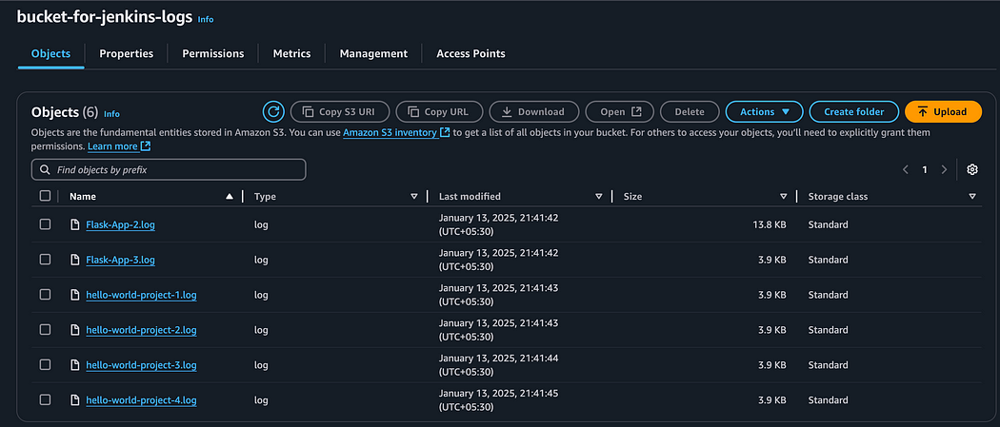 bucket-for-jenkins-logs Info
Objects Properties Permissions Metrics Management Access Points
Objects (6) Info Copy S3 URI Copy URL Download Open Delete Actions Create folder Upload
Objects are the fundamental entities stored in Amazon S3. You can use Amazon S3 inventory to get a list of all objects in your bucket. For others to access your objects, you'll need to explicitly grant them
permissions. Learn more
Find objects by prefix 1
Name Type Last modified Size Storage class
Flask-App-2.log log January 13, 2025, 21:41:42 (UTC+05:30) 13.8 KB Standard
Flask-App-3.log log January 13, 2025, 21:41:42 (UTC+05:30) 3.9 KB Standard
hello-world-project-1.log log January 13, 2025, 21:41:43 (UTC+05:30) 3.9 KB Standard
hello-world-project-2.log log January 13, 2025, 21:41:43 (UTC+05:30) 3.9 KB Standard
hello-world-project-3.log log January 13, 2025, 21:41:44 (UTC+05:30) 3.9 KB Standard
hello-world-project-4.log log January 13, 2025, 21:41:45 (UTC+05:30) 3.9 KB Standard